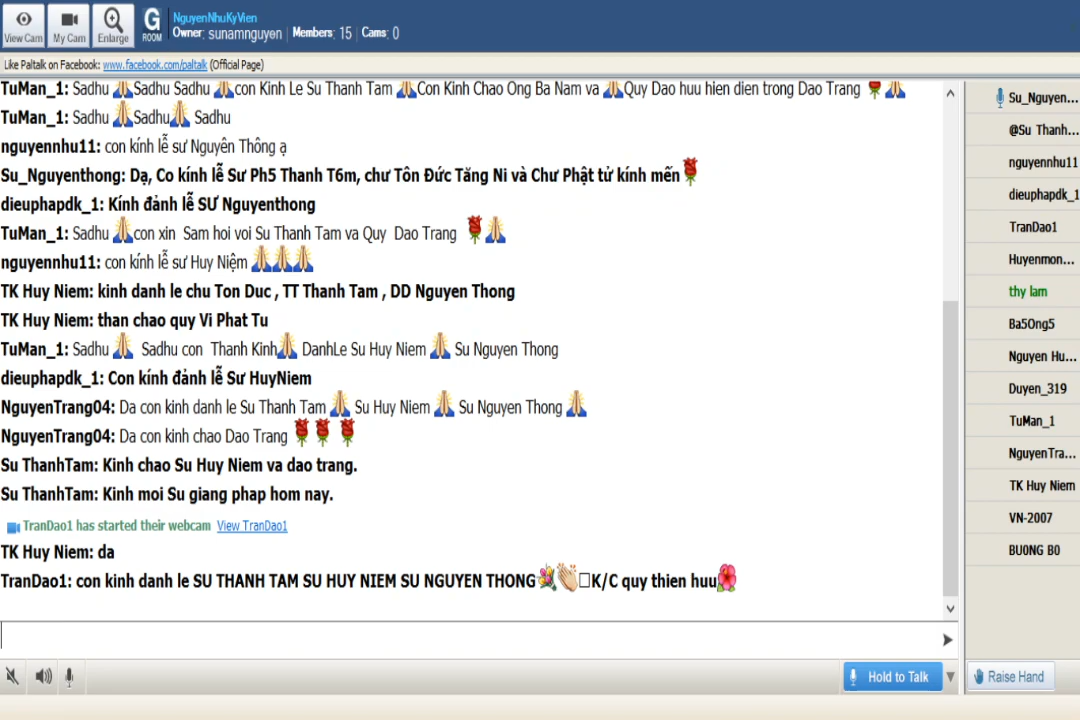 View Cam
My Cam
Enlarge
G ROOM
NguyenNhuKyVien
Owner: sunamnguyen | Members: 15 | Cams: 0
Like Paltalk on Facebook: www.facebook.com/paltalk (Official Page)
TuMan_1: Sadhu 🙏Sadhu Sadhu 🙏con Kinh Le Su Thanh Tam 🙏Con Kinh Chao Ong Ba Nam va 🙏Quy Dao huu hien dien trong Dao Trang 🌹🙏
TuMan_1: Sadhu 🙏Sadhu🙏 Sadhu
nguyennhu11: con kính lễ sư Nguyên Thông ạ
Su_Nguyenthong: Dạ, Co kính lễ Sư Ph5 Thanh T6m, chư Tôn Đức Tăng Ni và Chư Phật tử kính mến🌹
dieuphapdk_1: Kính đảnh lễ SƯ Nguyenthong
TuMan_1: Sadhu 🙏con xin Sam hoi voi Su Thanh Tam va Quy Dao Trang 🌹🙏
nguyennhu11: con kính lễ sư Huy Niệm 🙏🙏🙏
TK Huy Niem: kinh danh le chu Ton Duc , TT Thanh Tam , DD Nguyen Thong
TK Huy Niem: than chao quy Vi Phat Tu
TuMan_1: Sadhu 🙏 Sadhu con Thanh Kinh🙏 DanhLe Su Huy Niem 🙏 Su Nguyen Thong
dieuphapdk_1: Con kính đảnh lễ Sư HuyNiem
NguyenTrang04: Da con kinh danh le Su Thanh Tam 🙏 Su Huy Niem 🙏 Su Nguyen Thong 🙏
NguyenTrang04: Da con kinh chao Dao Trang 🌹🌹🌹
Su ThanhTam: Kinh chao Su Huy Niem va dao trang.
Su ThanhTam: Kinh moi Su giang phap hom nay.
TranDao1 has started their webcam View TranDao1
TK Huy Niem: da
TranDao1: con kinh danh le SU THANH TAM SU HUY NIEM SU NGUYEN THONG💐👏□K/C quy thien huu🌺
Su_Nguyen...
@Su Thanh...
nguyennhu11
dieuphapdk_1
TranDao1
Huyenmon...
thy lam
Ba5Ong5
Nguyen Hu...
Duyen_319
TuMan_1
NguyenTra...
TK Huy Niem
VN-2007
BUONG BO
Hold to Talk
Raise Hand